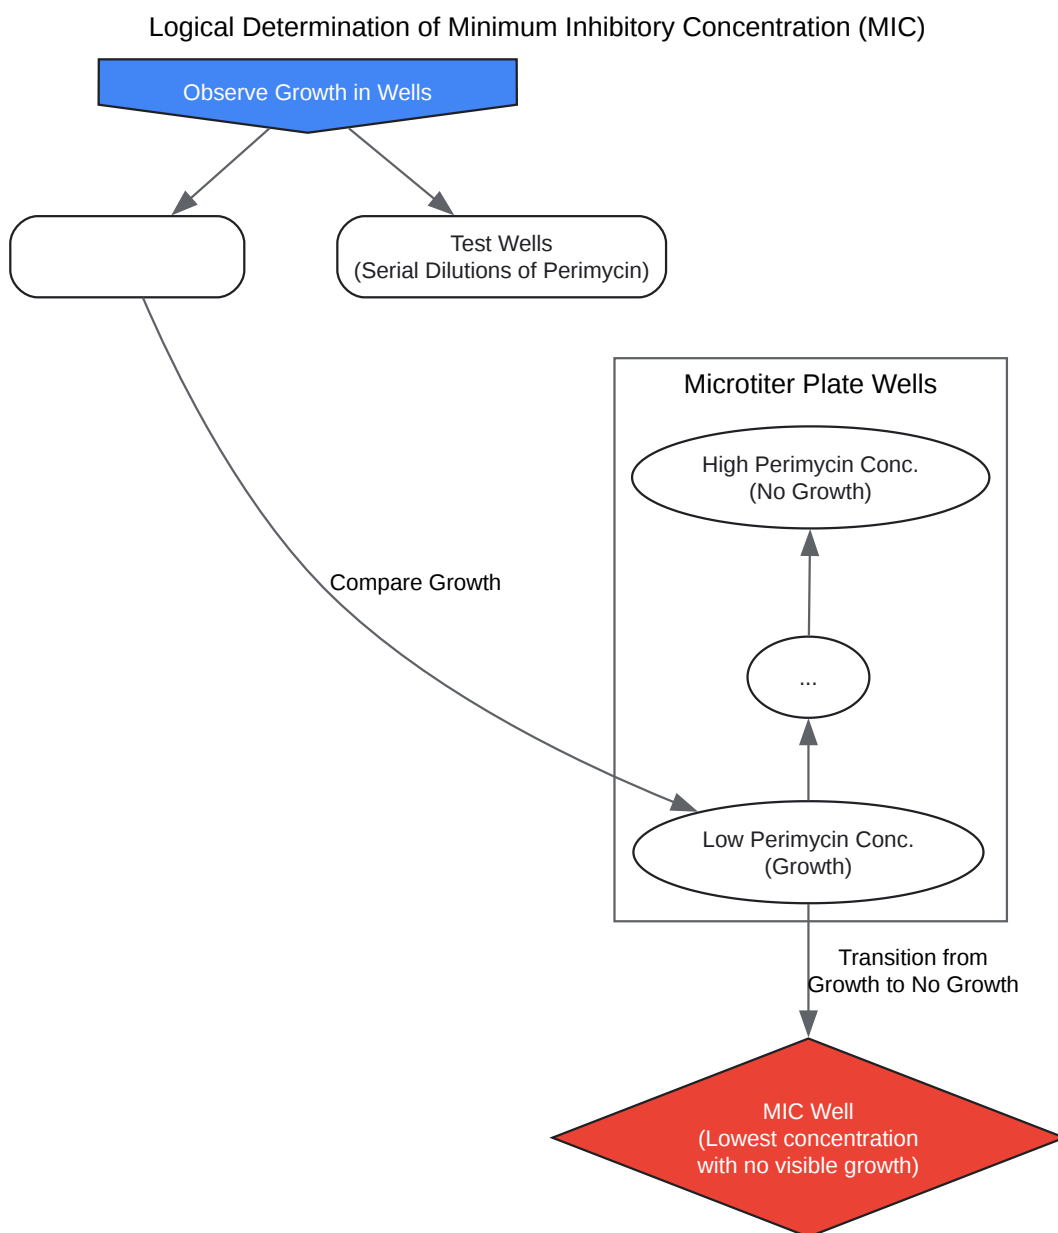 Logical Determination of Minimum Inhibitory Concentration (MIC)
Observe Growth in Wells
Test Wells
(Serial Dilutions of Perimycin)
Microtiter Plate Wells
High Perimycin Conc.
(No Growth)
Compare Growth
...
Low Perimycin Conc.
(Growth)
Transition from
Growth to No Growth
MIC Well
(Lowest concentration
with no visible growth)